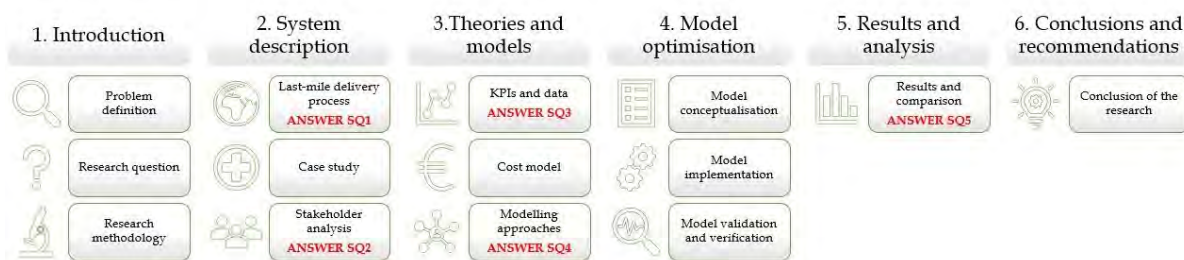 1. Introduction
Problem
definition
Research question
Research
methodology
2. System
description
Last-mile delivery
process
ANSWER SQ1
Case study
Stakeholder
analysis
ANSWER SQ2
3.Theories and
models
KPIs and data
ANSWER SQ3
Cost model
Modelling
approaches
ANSWER SQ4
4. Model
optimisation
Model
conceptualisation
Model
implementation
Model validation
and verification
5. Results and
analysis
Results and
comparison
ANSWER SQ5
6. Conclusions and
recommendations
Conclusion of the
research